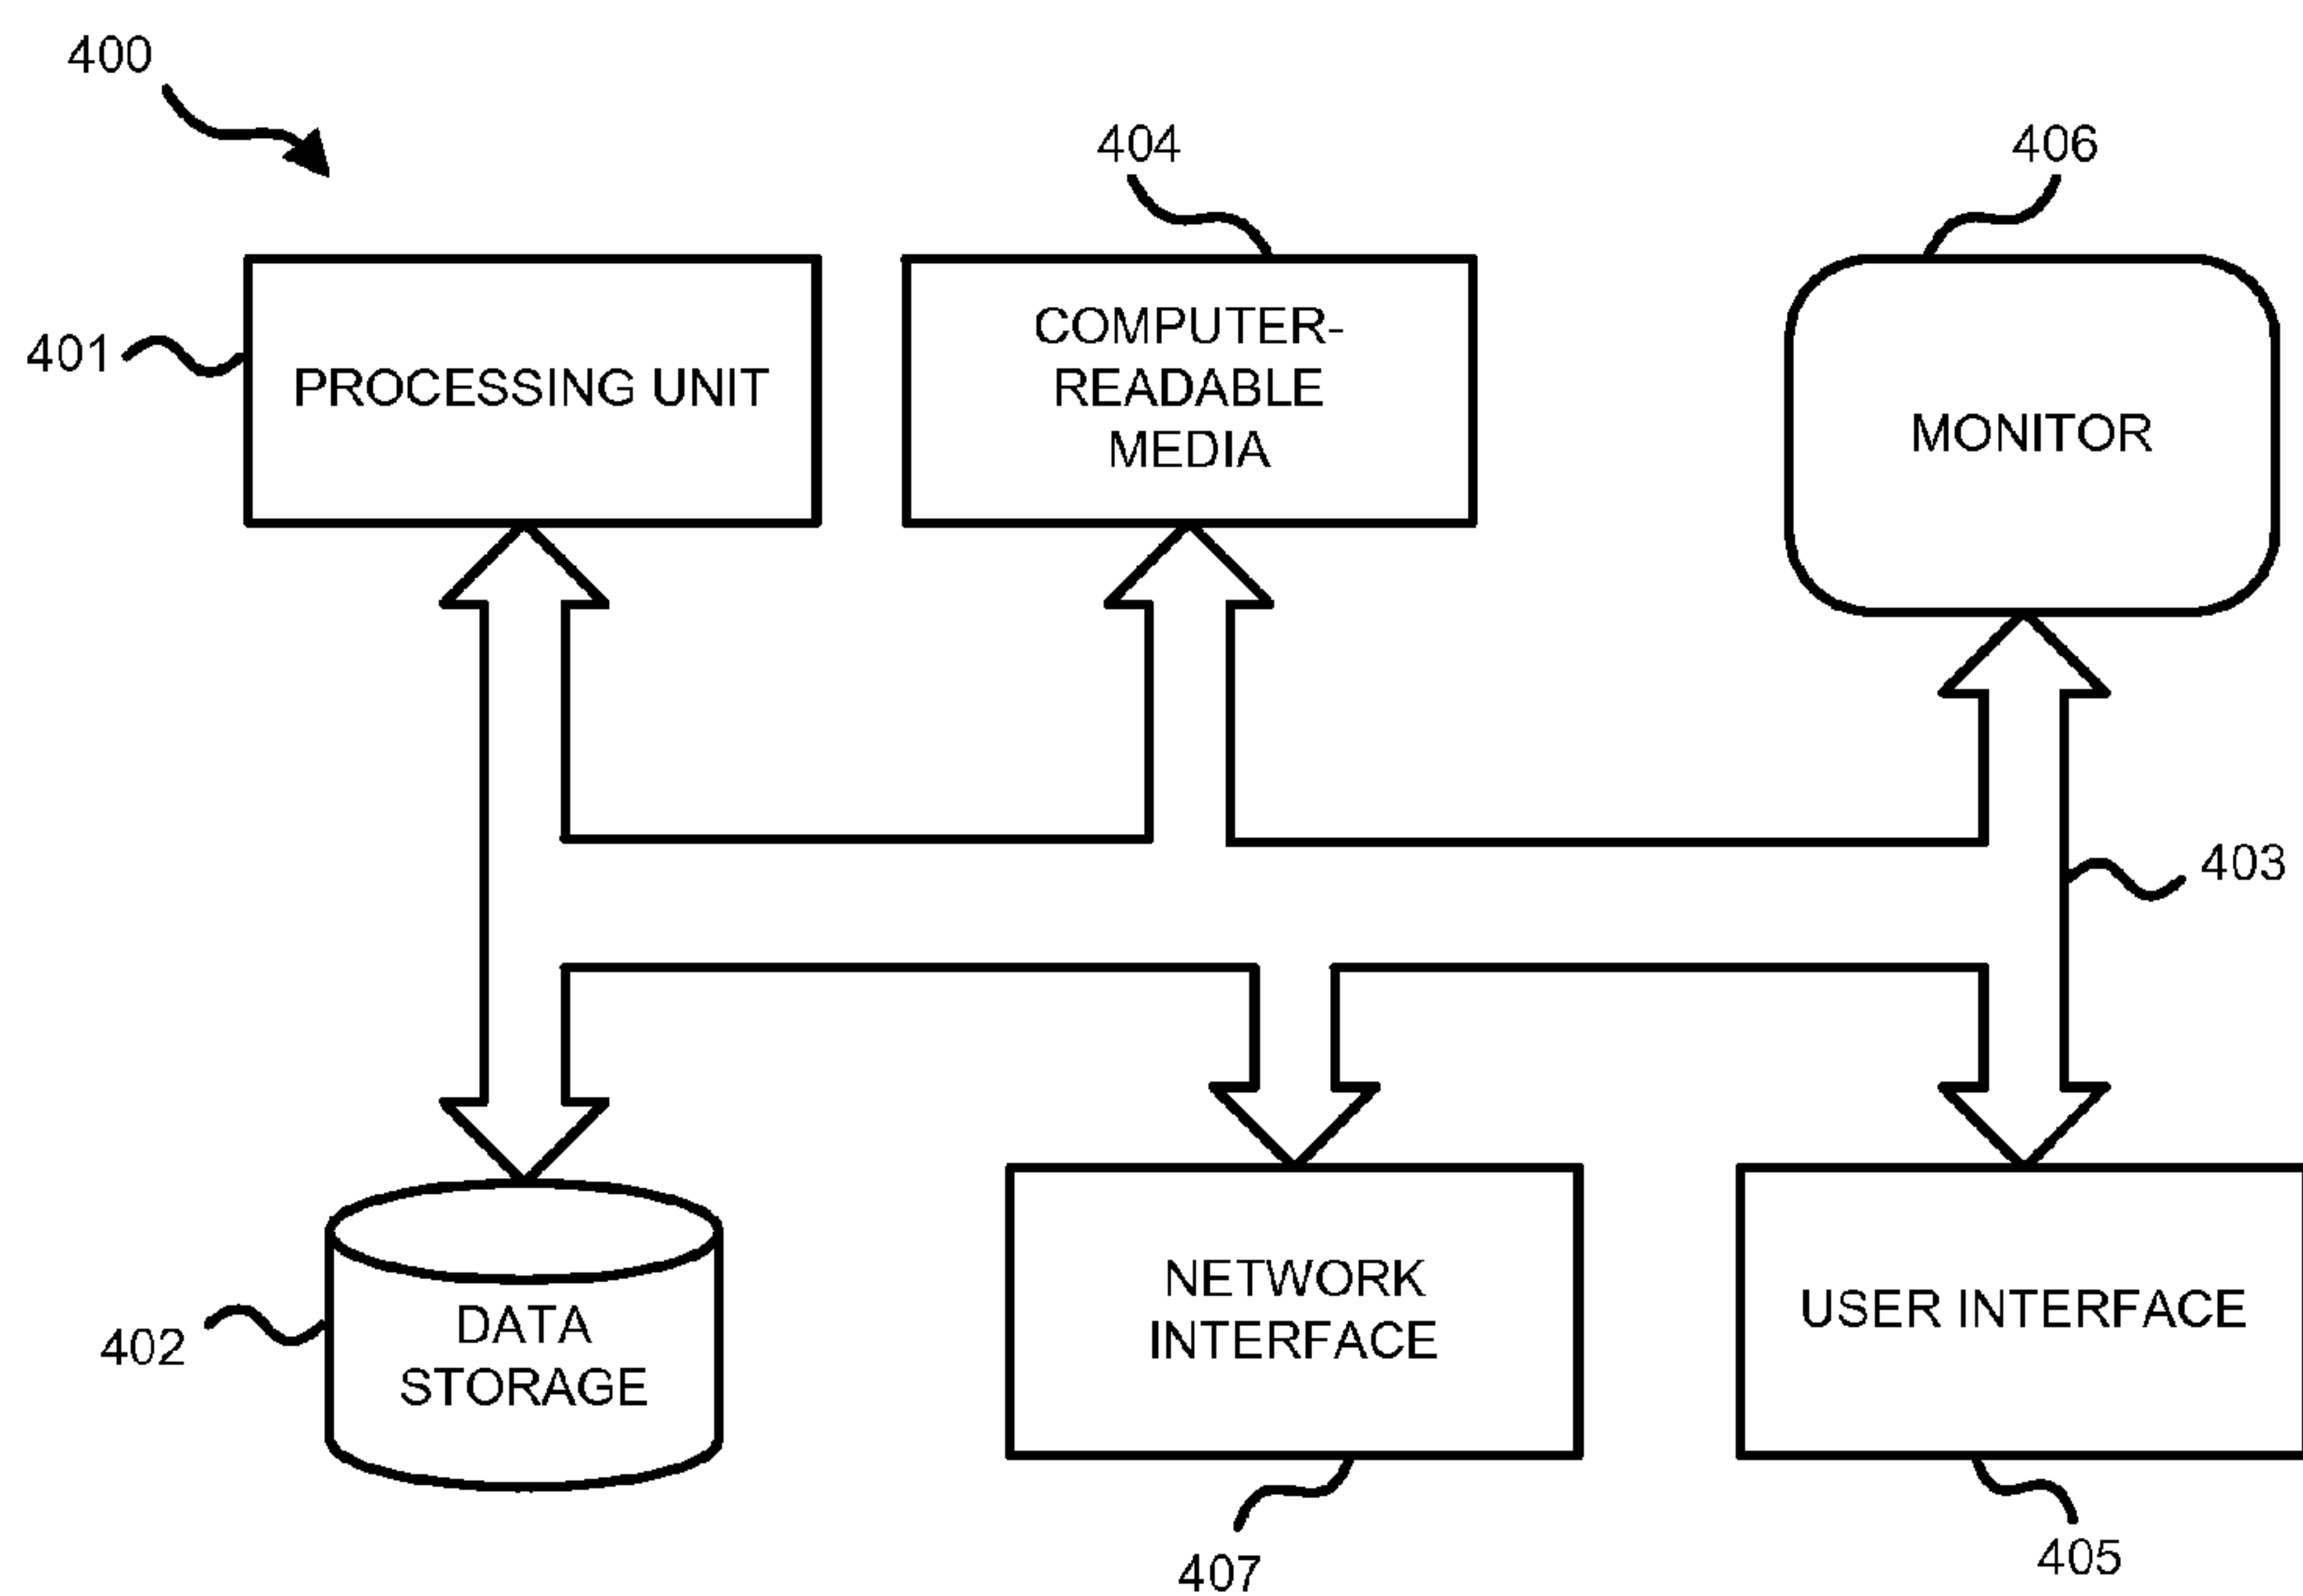 400
404
406
401
PROCESSING UNIT
COMPUTER-
READABLE
MEDIA
MONITOR
403
402
DATA
STORAGE
NETWORK
INTERFACE
USER INTERFACE
407
405